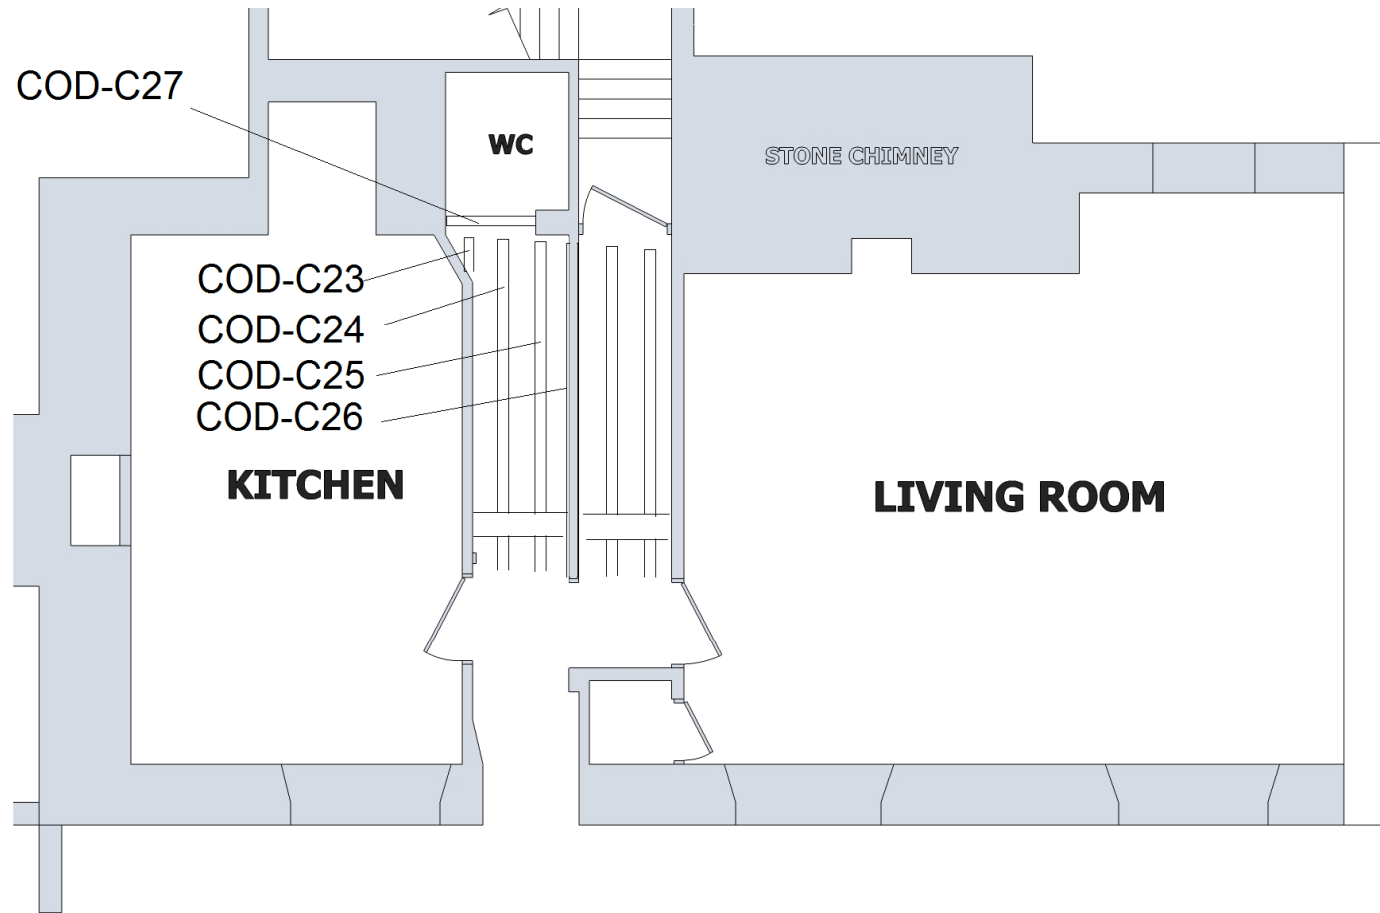 COD-C27
WC
STONE CHIMNEY
COD-C23
COD-C24
COD-C25
COD-C26
KITCHEN
LIVING ROOM